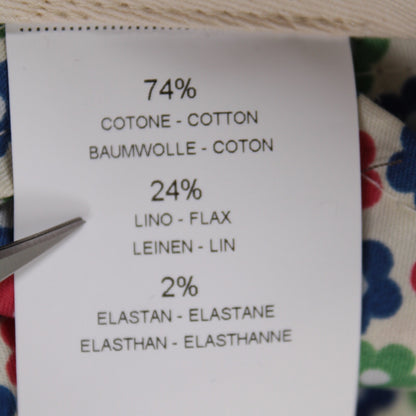 74%
COTONE - COTTON
BAUMWOLLE - COTON
24%
LINO - FLAX
LEINEN - LIN
2%
ELASTAN - ELASTANE
ELASTHAN - ELASTHANNE